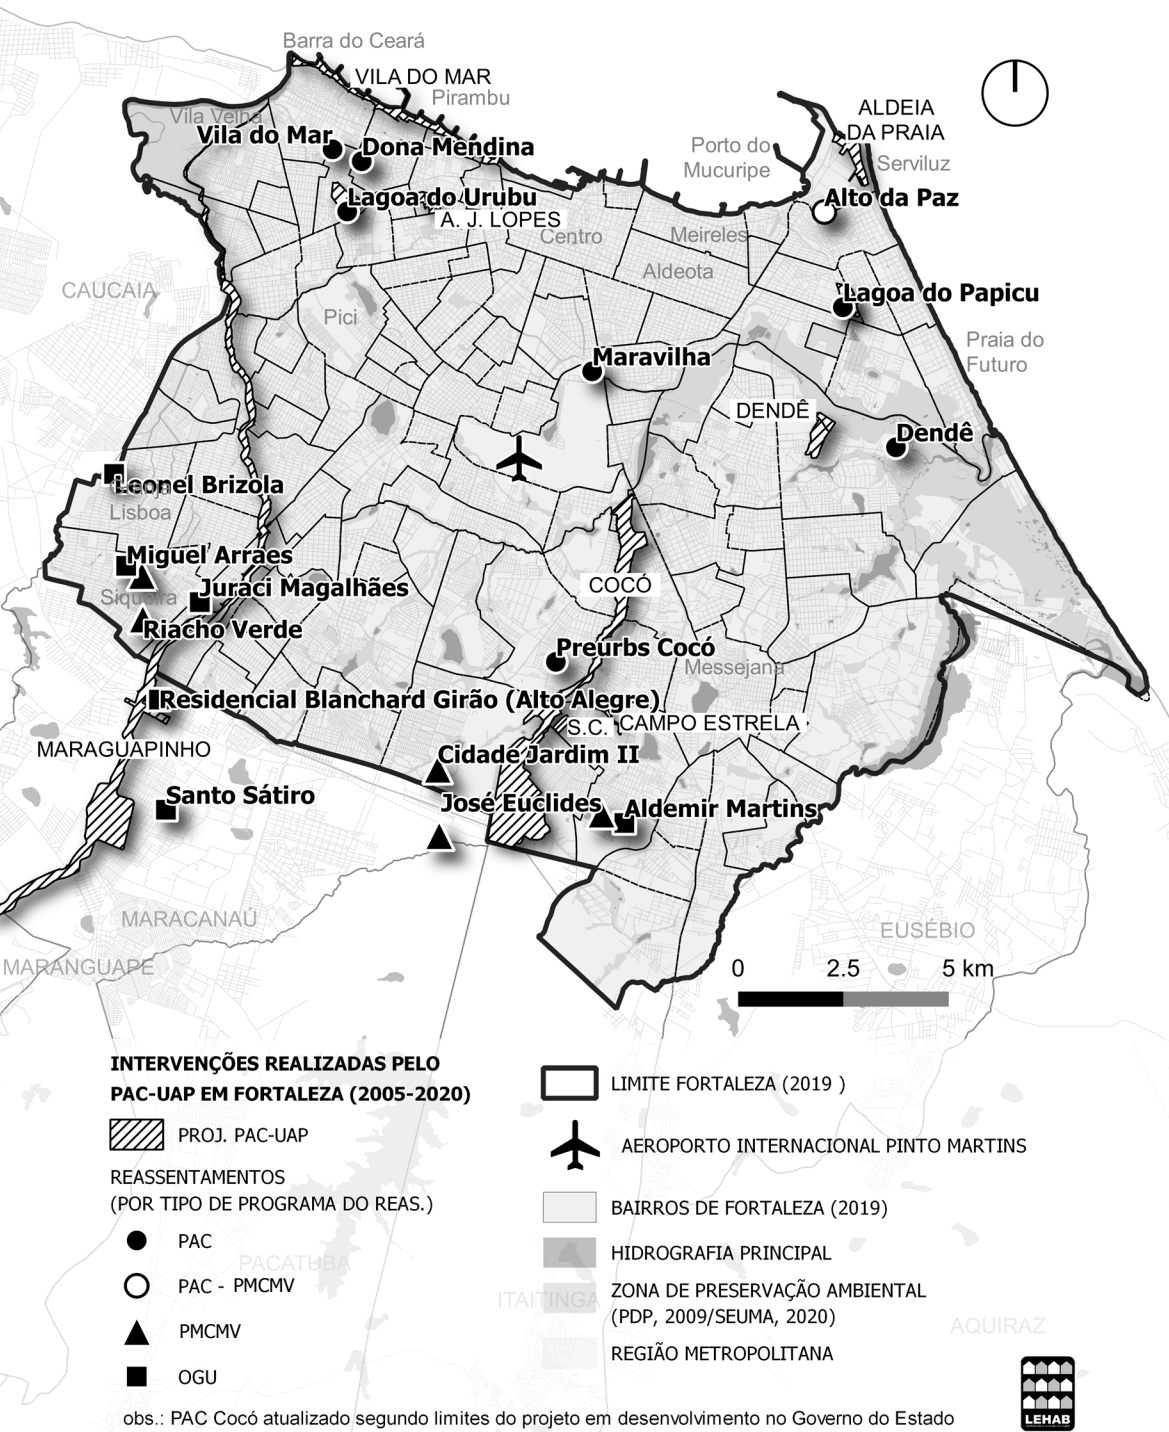 Barra do Ceará
VILA DO MAR
Pirambu
Vila Velha
Vila do Mar
Dona Mendina
ALDEIA
DA PRAIA
Porto do
Mucuripe
Serviluz
Lagoa do Urubu
A. J. LOPES
Alto da Paz
Centro
Meireles
Aldeota
CAUCAIA
Pici
Lagoa do Papicu
Praia do
Futuro
Maravilha
DENDÊ
Dendê
Leonel Brizola
Granja
Lisboa
Miguel Arraes
Siqueira
Juraci Magalhães
Riacho Verde
COCÓ
Preurbs Cocó
Messejana
Residencial Blanchard Girão (Alto Alegre)
S.C.
CAMPO ESTRELA
MARAGUAPINHO
Cidade Jardim II
Santo Sátiro
José Euclides
Aldemir Martins
MARACANAÚ
EUSÉBIO
MARANGUAPE
0 2.5 5 km
INTERVENÇÕES REALIZADAS PELO
PAC-UAP EM FORTALEZA (2005-2020)
PROJ. PAC-UAP
REASSENTAMENTOS
(POR TIPO DE PROGRAMA DO REAS.)
PAC
PAC - PMCMV
PMCMV
OGU
LIMITE FORTALEZA (2019 )
AEROPORTO INTERNACIONAL PINTO MARTINS
BAIRROS DE FORTALEZA (2019)
HIDROGRAFIA PRINCIPAL
ZONA DE PRESERVAÇÃO AMBIENTAL
(PDP, 2009/SEUMA, 2020)
REGIÃO METROPOLITANA
PACATUBA
ITAITINGA
AQUIRAZ
obs.: PAC Cocó atualizado segundo limites do projeto em desenvolvimento no Governo do Estado
LEHAB